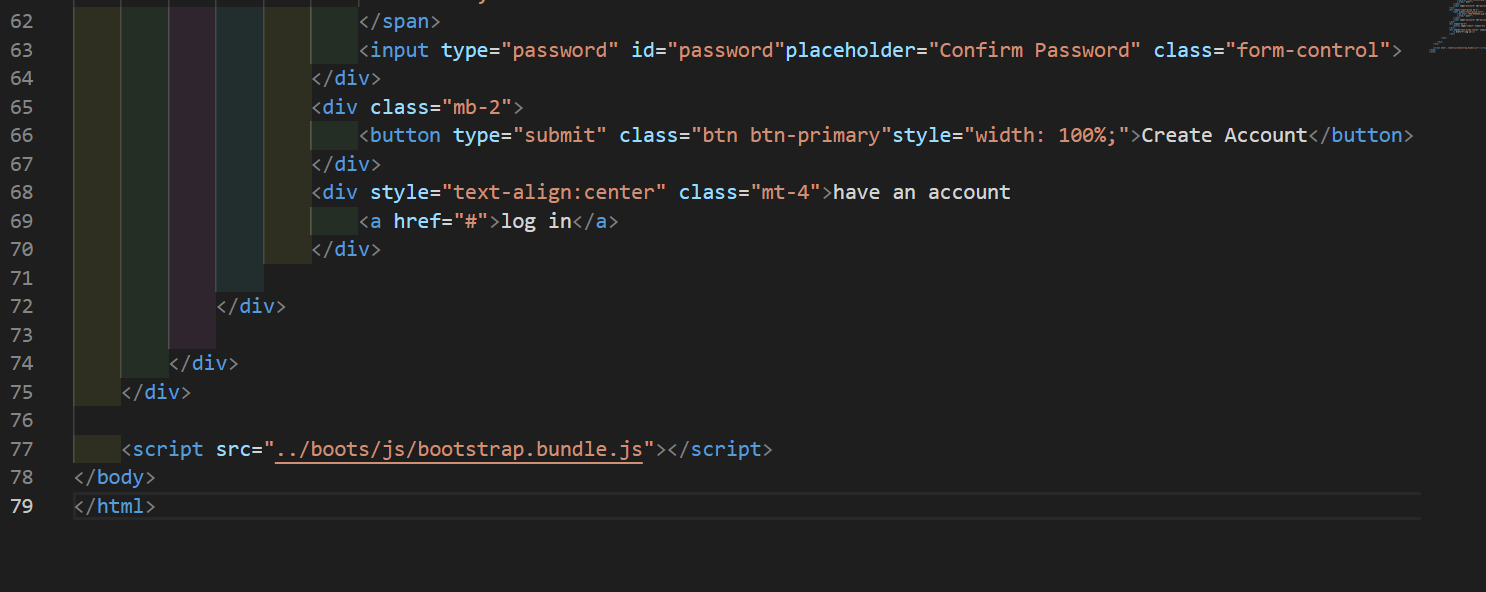 62 </span>
63 <input type="password" id="password"placeholder="Confirm Password" class="form-control">
64 </div>
65 <div class="mb-2">
66 <button type="submit" class="btn btn-primary"style="width: 100%;">Create Account</button>
67 </div>
68 <div style="text-align:center" class="mt-4">have an account
69 <a href="#">log in</a>
70 </div>
71
72 </div>
73
74 </div>
75 </div>
76
77 <script src="../boots/js/bootstrap.bundle.js"></script>
78 </body>
79 </html>